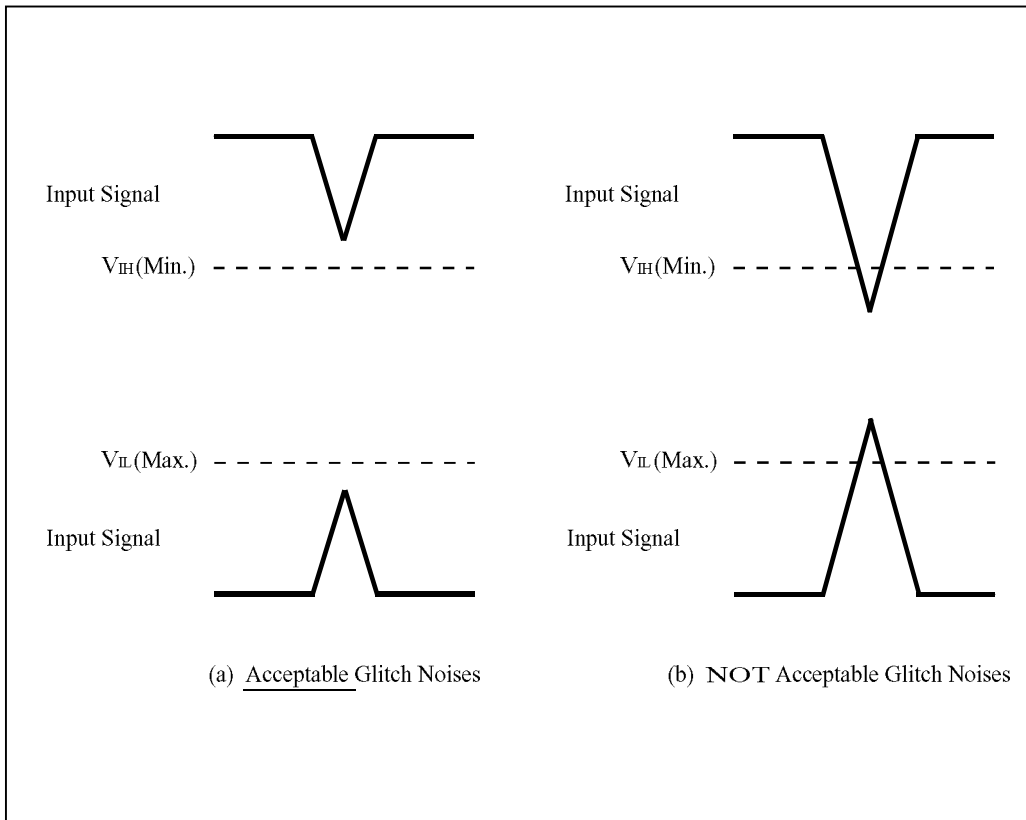 Input Signal
VIH(Min.)
VIL(Max.)
Input Signal
(a) Acceptable Glitch Noises
Input Signal
VIH(Min.)
VIL(Max.)
Input Signal
(b) NOT Acceptable Glitch Noises